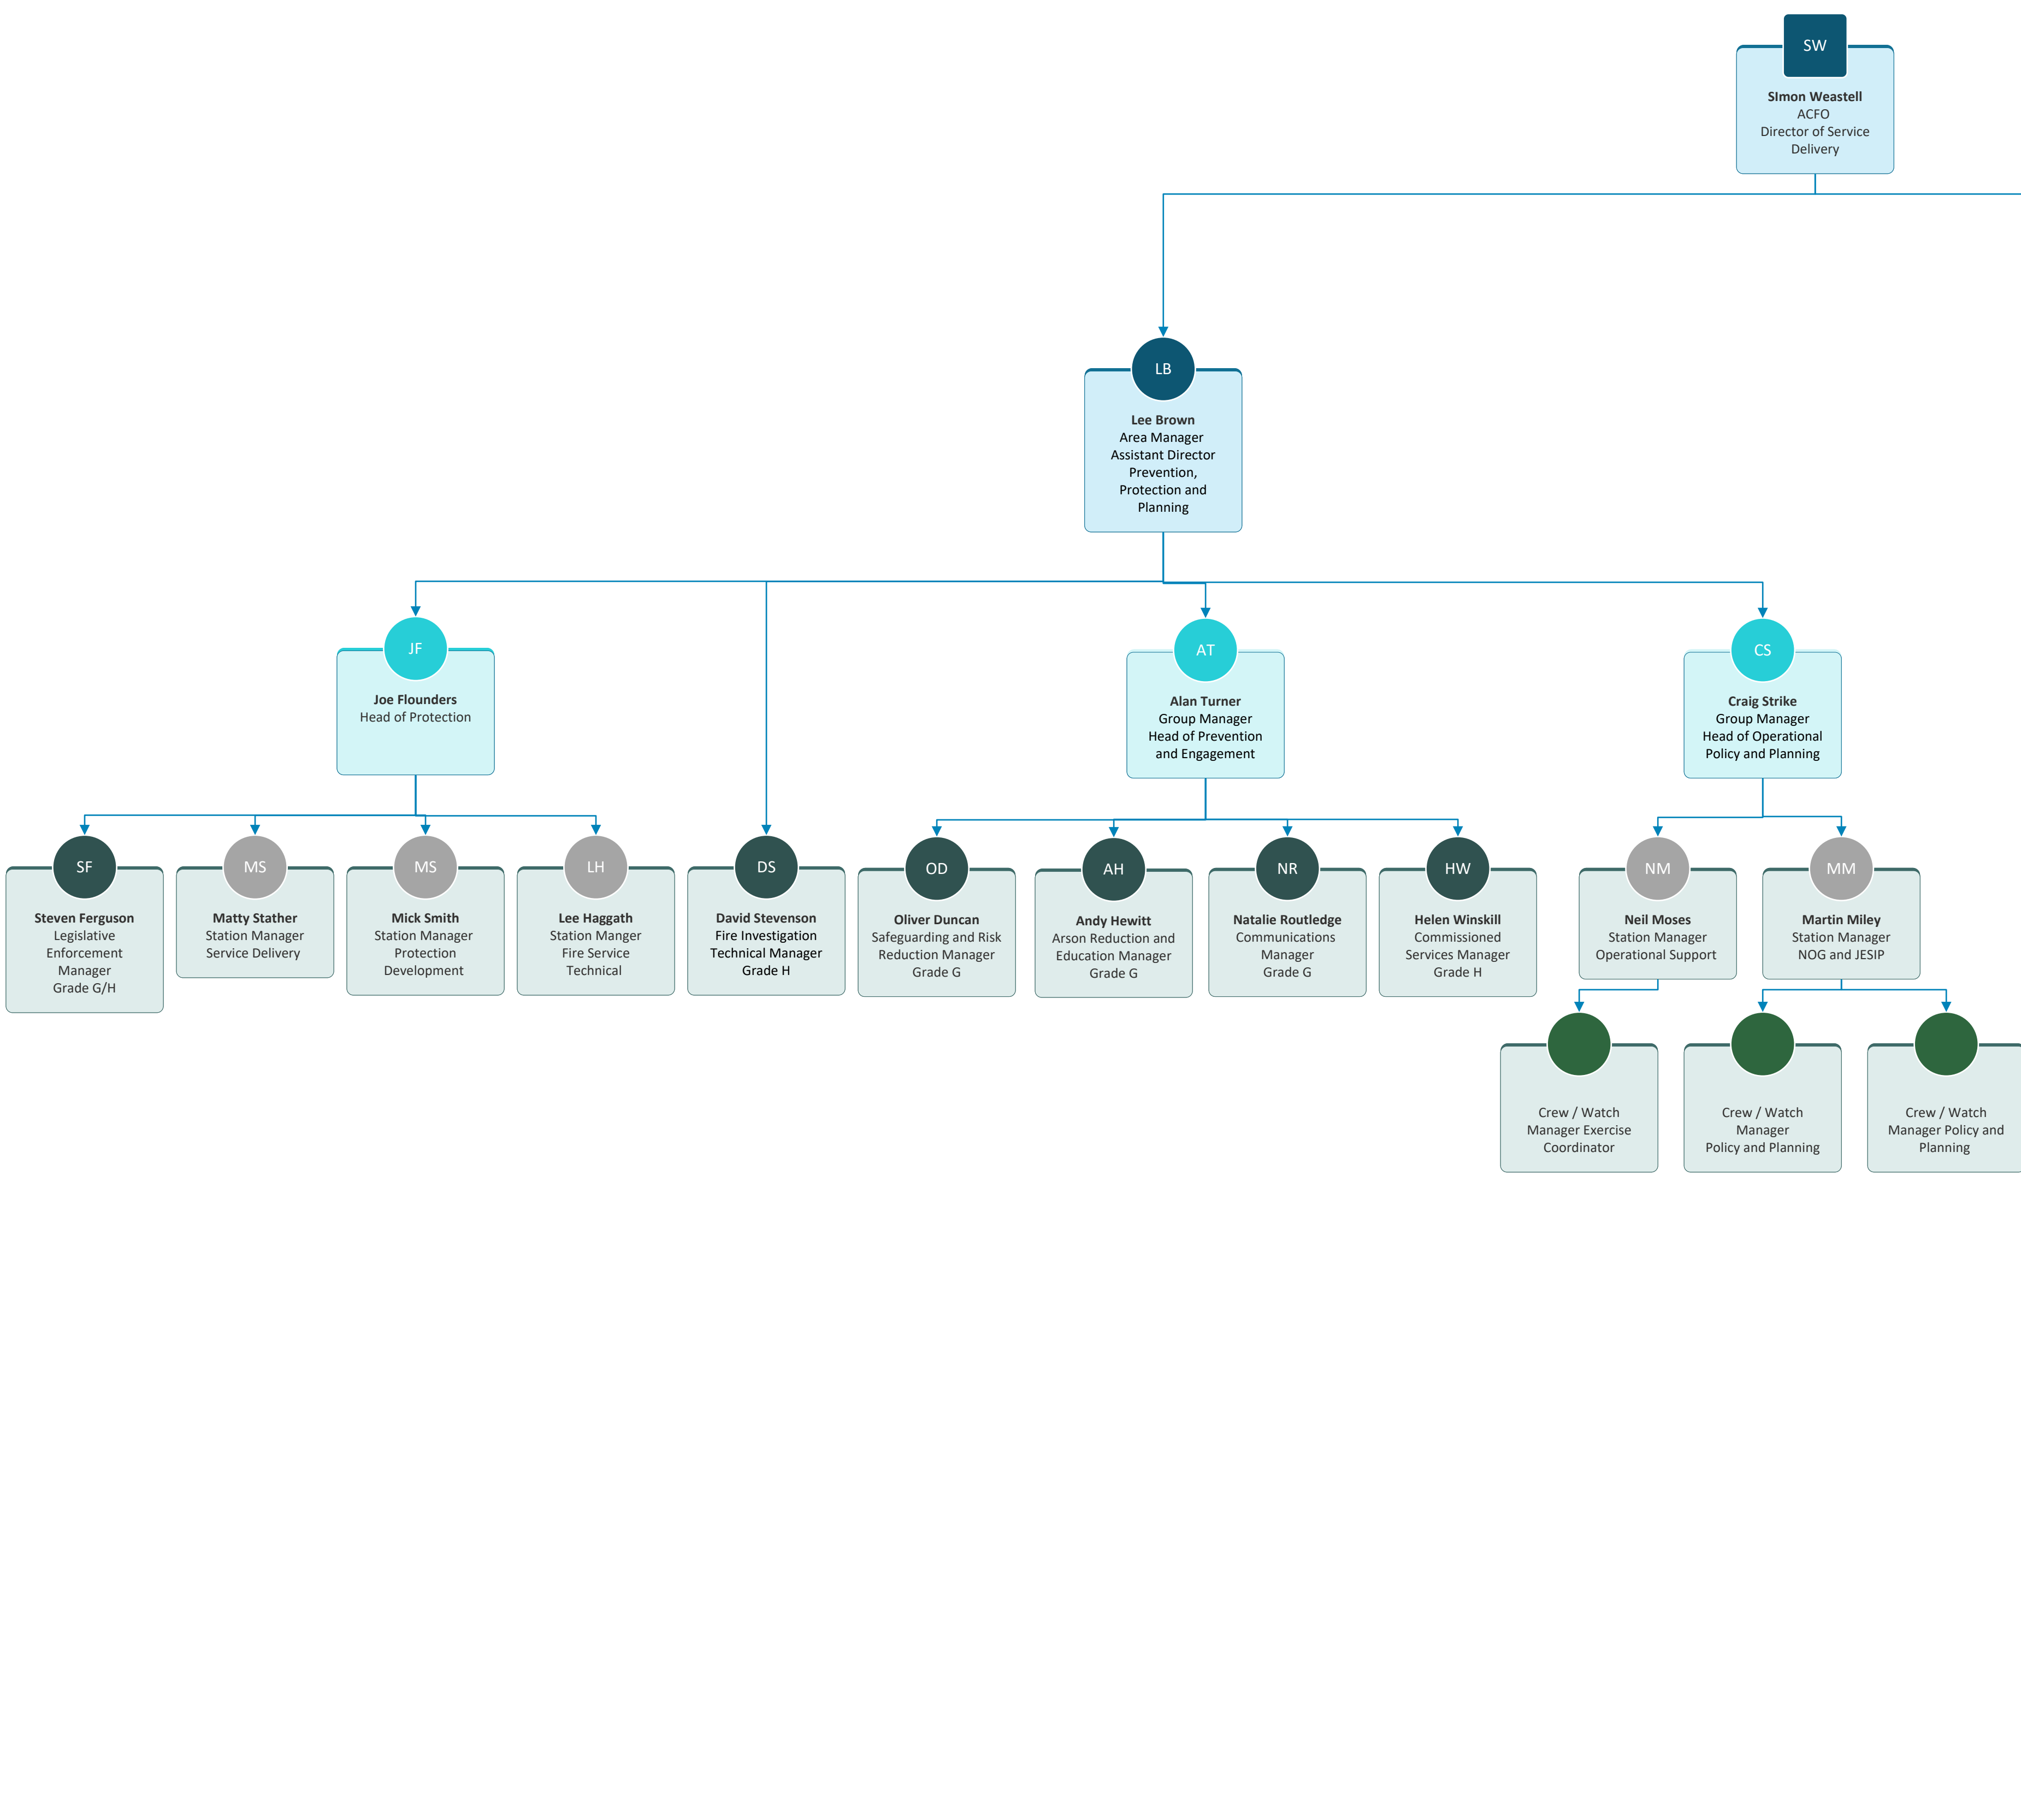 SW
SImon Weastell
ACFO
Director of Service
Delivery
LB
Lee Brown
Area Manager
Assistant Director
Prevention,
Protection and
Planning
JF
Joe Flounders
Head of Protection
AT
Alan Turner
Group Manager
Head of Prevention
and Engagement
CS
Craig Strike
Group Manager
Head of Operational
Policy and Planning
SF
Steven Ferguson
Legislative
Enforcement
Manager
Grade G/H
MS
Matty Stather
Station Manager
Service Delivery
MS
Mick Smith
Station Manager
Protection
Development
LH
Lee Haggath
Station Manger
Fire Service
Technical
DS
David Stevenson
Fire Investigation
Technical Manager
Grade H
OD
Oliver Duncan
Safeguarding and Risk
Reduction Manager
Grade G
AH
Andy Hewitt
Arson Reduction and
Education Manager
Grade G
NR
Natalie Routledge
Communications
Manager
Grade G
HW
Helen Winskill
Commissioned
Services Manager
Grade H
NM
Neil Moses
Station Manager
Operational Support
MM
Martin Miley
Station Manager
NOG and JESIP
Crew / Watch
Manager Exercise
Coordinator
Crew / Watch
Manager
Policy and Planning
Crew / Watch
Manager Policy and
Planning